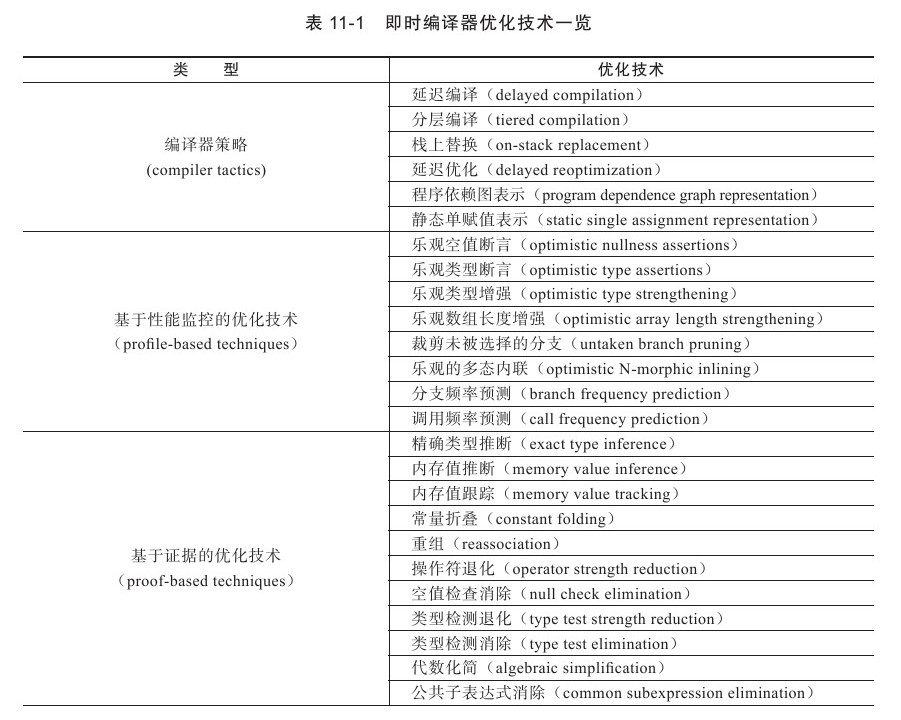 表 11-1 即时编译器优化技术一览
类 型 优化技术
编译器策略
(compiler tactics)
延迟编译（delayed compilation）
分层编译（tiered compilation）
栈上替换（on-stack replacement）
延迟优化（delayed reoptimization）
程序依赖图表示（program dependence graph representation）
静态单赋值表示（static single assignment representation）
基于性能监控的优化技术
（profile-based techniques）
乐观空值断言（optimistic nullness assertions）
乐观类型断言（optimistic type assertions）
乐观类型增强（optimistic type strengthening）
乐观数组长度增强（optimistic array length strengthening）
裁剪未被选择的分支（untaken branch pruning）
乐观的多态内联（optimistic N-morphic inlining）
分支频率预测（branch frequency prediction）
调用频率预测（call frequency prediction）
基于证据的优化技术
（proof-based techniques）
精确类型推断（exact type inference）
内存值推断（memory value inference）
内存值跟踪（memory value tracking）
常量折叠（constant folding）
重组（reassociation）
操作符退化（operator strength reduction）
空值检查消除（null check elimination）
类型检测退化（type test strength reduction）
类型检测消除（type test elimination）
代数化简（algebraic simplification）
公共子表达式消除（common subexpression elimination）